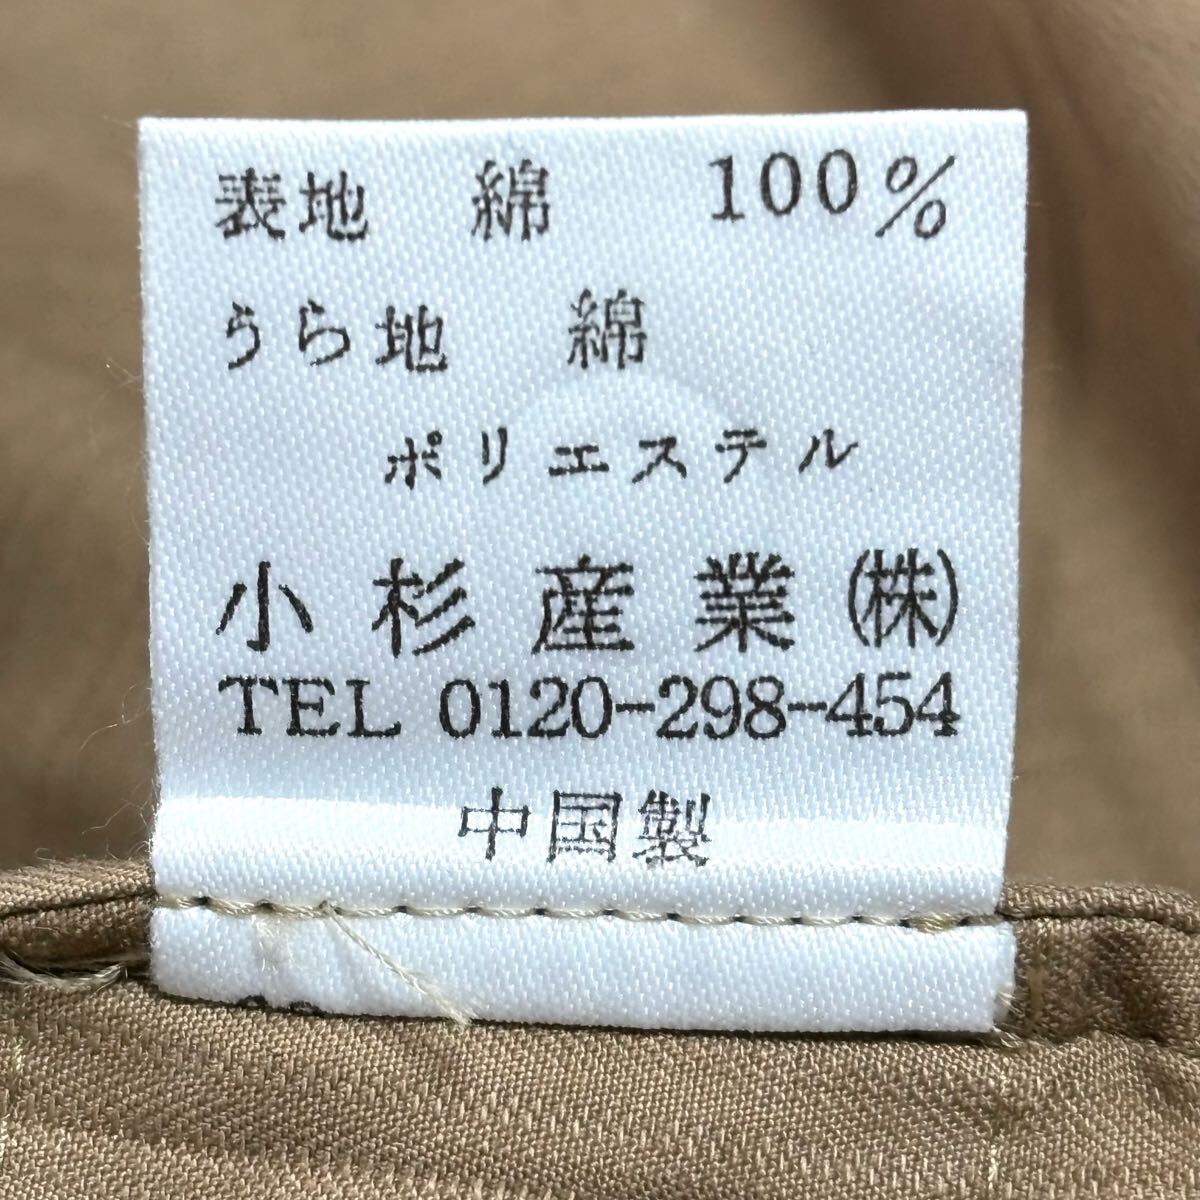 表地 綿 100%
うら地 綿
ポリエステル
小杉産業(株)
TEL 0120-298-454
中国製